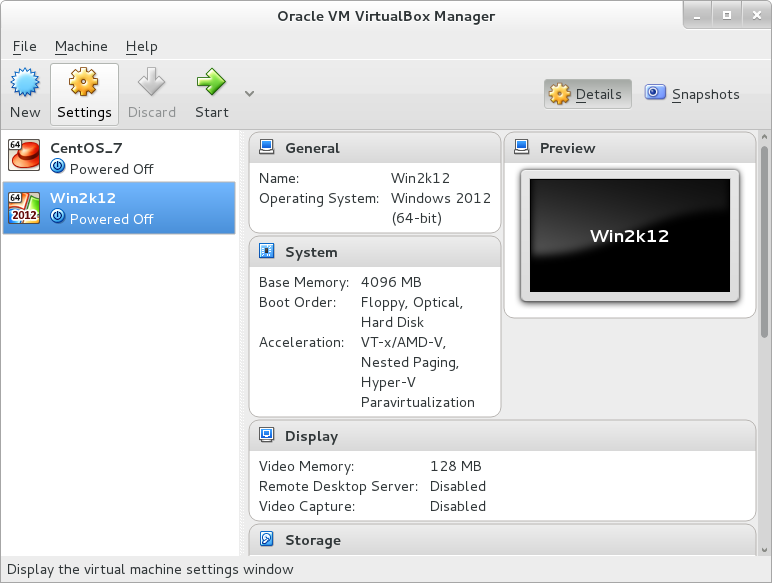 Oracle VM VirtualBox Manager
File Machine Help
New Settings Discard Start Details Snapshots
64 CentOS_7
Powered Off
64 2012 Win2k12
Powered Off
General
Name: Win2k12
Operating System: Windows 2012
(64-bit)
Preview
Win2k12
System
Base Memory: 4096 MB
Boot Order: Floppy, Optical,
Hard Disk
Acceleration: VT-x/AMD-V,
Nested Paging,
Hyper-V
Paravirtualization
Display
Video Memory: 128 MB
Remote Desktop Server: Disabled
Video Capture: Disabled
Storage
Display the virtual machine settings window